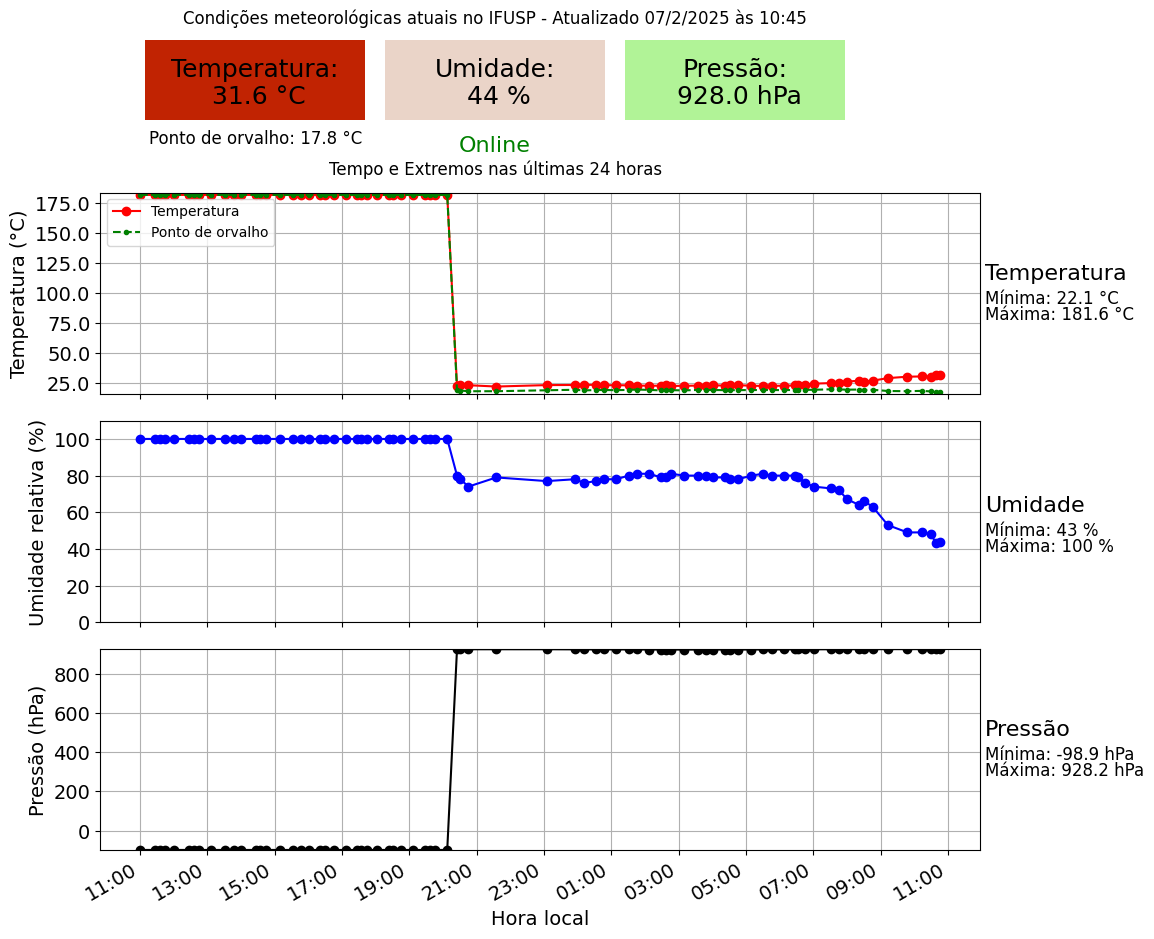 Condições meteorológicas atuais no IFUSP - Atualizado 07/2/2025 às 10:45
Temperatura:
31.6 °C
Umidade:
44 %
Pressão:
928.0 hPa
Ponto de orvalho: 17.8 °C
Online
Tempo e Extremos nas últimas 24 horas
Temperatura (°C)
175.0
150.0
125.0
100.0
75.0
50.0
25.0
Temperatura
Ponto de orvalho
Temperatura
Mínima: 22.1 °C
Máxima: 181.6 °C
Umidade relativa (%)
100
80
60
40
20
0
Umidade
Mínima: 43 %
Máxima: 100 %
Pressão (hPa)
800
600
400
200
0
Pressão
Mínima: -98.9 hPa
Máxima: 928.2 hPa
11:00 13:00 15:00 17:00 19:00 21:00 23:00 01:00 03:00 05:00 07:00 09:00 11:00
Hora local